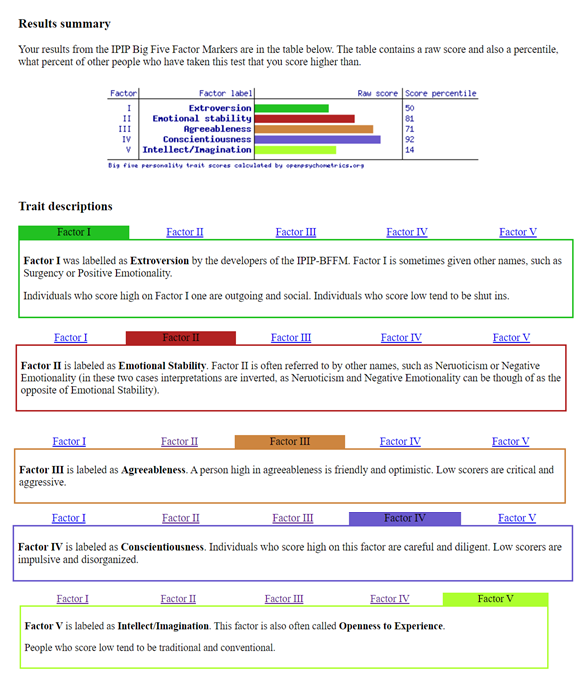 Results summary
Your results from the IPIP Big Five Factor Markers are in the table below. The table contains a raw score and also a percentile,
what percent of other people who have taken this test that you score higher than.
Factor Factor label Raw score Score percentile
I Extroversion 50
II Emotional stability 81
III Agreeableness 71
IV Conscientiousness 92
V Intellect/Imagination 14
Big five personality trait scores calculated by openpsychometrics.org
Trait descriptions
Factor I Factor II Factor III Factor IV Factor V
Factor I was labelled as Extroversion by the developers of the IPIP-BFFM. Factor I is sometimes given other names, such as
Surgency or Positive Emotionality.
Individuals who score high on Factor I one are outgoing and social. Individuals who score low tend to be shut ins.
Factor I Factor II Factor III Factor IV Factor V
Factor II is labeled as Emotional Stability. Factor II is often referred to by other names, such as Neruoticism or Negative
Emotionality (in these two cases interpretations are inverted, as Neruoticism and Negative Emotionality can be though of as the
opposite of Emotional Stability).
Factor I Factor II Factor III Factor IV Factor V
Factor III is labeled as Agreeableness. A person high in agreeableness is friendly and optimistic. Low scorers are critical and
aggressive.
Factor I Factor II Factor III Factor IV Factor V
Factor IV is labeled as Conscientiousness. Individuals who score high on this factor are careful and diligent. Low scorers are
impulsive and disorganized.
Factor I Factor II Factor III Factor IV Factor V
Factor V is labeled as Intellect/Imagination. This factor is also often called Openness to Experience.
People who score low tend to be traditional and conventional.